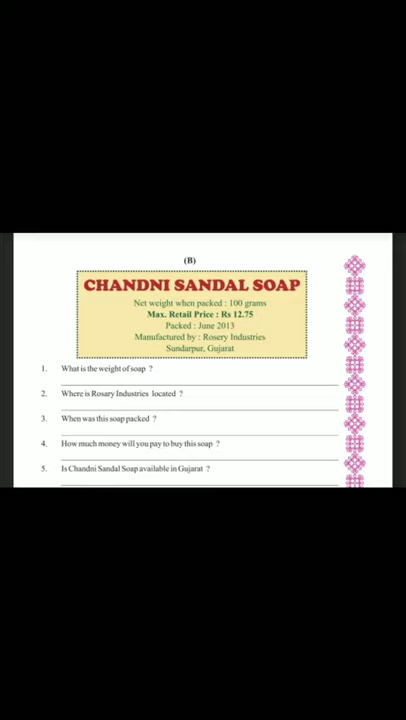 (B)
CHANDNI SANDAL SOAP
Net weight when packed : 100 grams
Max. Retail Price : Rs 12.75
Packed : June 2013
Manufactured by : Rosery Industries
Sundarpur, Gujarat
1. What is the weight of soap ?
2. Where is Rosary Industries located ?
3. When was this soap packed ?
4. How much money will you pay to buy this soap ?
5. Is Chandni Sandal Soap available in Gujarat ?